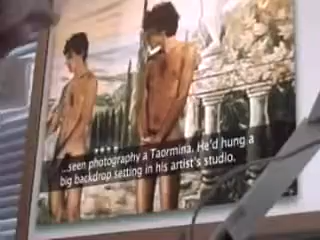 ...seen photography a Taormina. He'd hung a
big backdrop setting in his artist's studio.